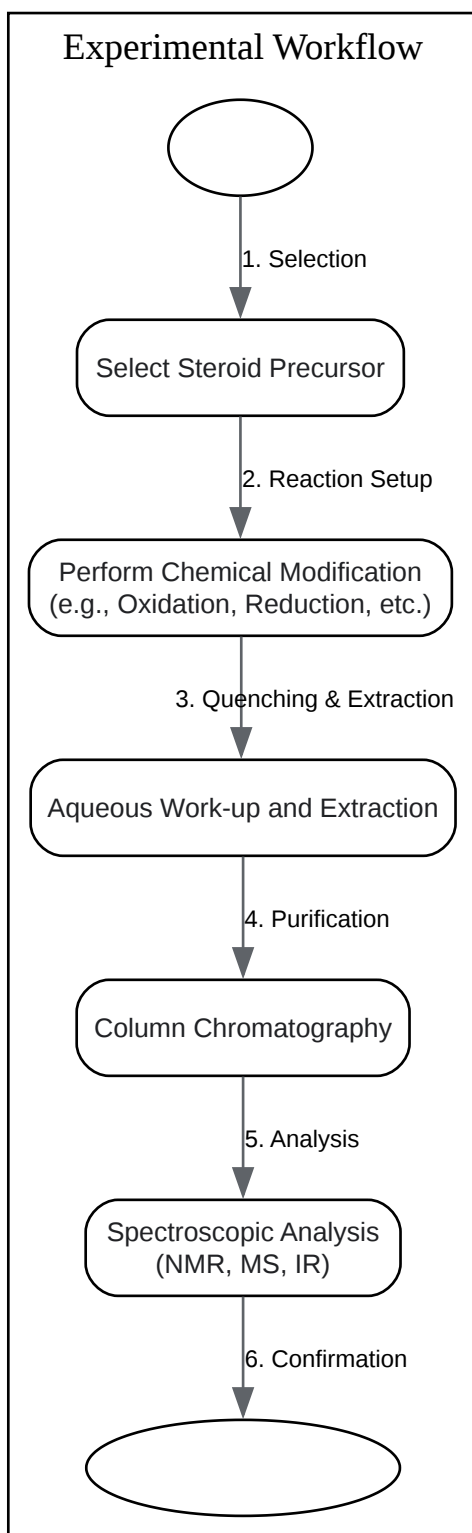 Experimental Workflow
1. Selection
Select Steroid Precursor
2. Reaction Setup
Perform Chemical Modification
(e.g., Oxidation, Reduction, etc.)
3. Quenching & Extraction
Aqueous Work-up and Extraction
4. Purification
Column Chromatography
5. Analysis
Spectroscopic Analysis
(NMR, MS, IR)
6. Confirmation